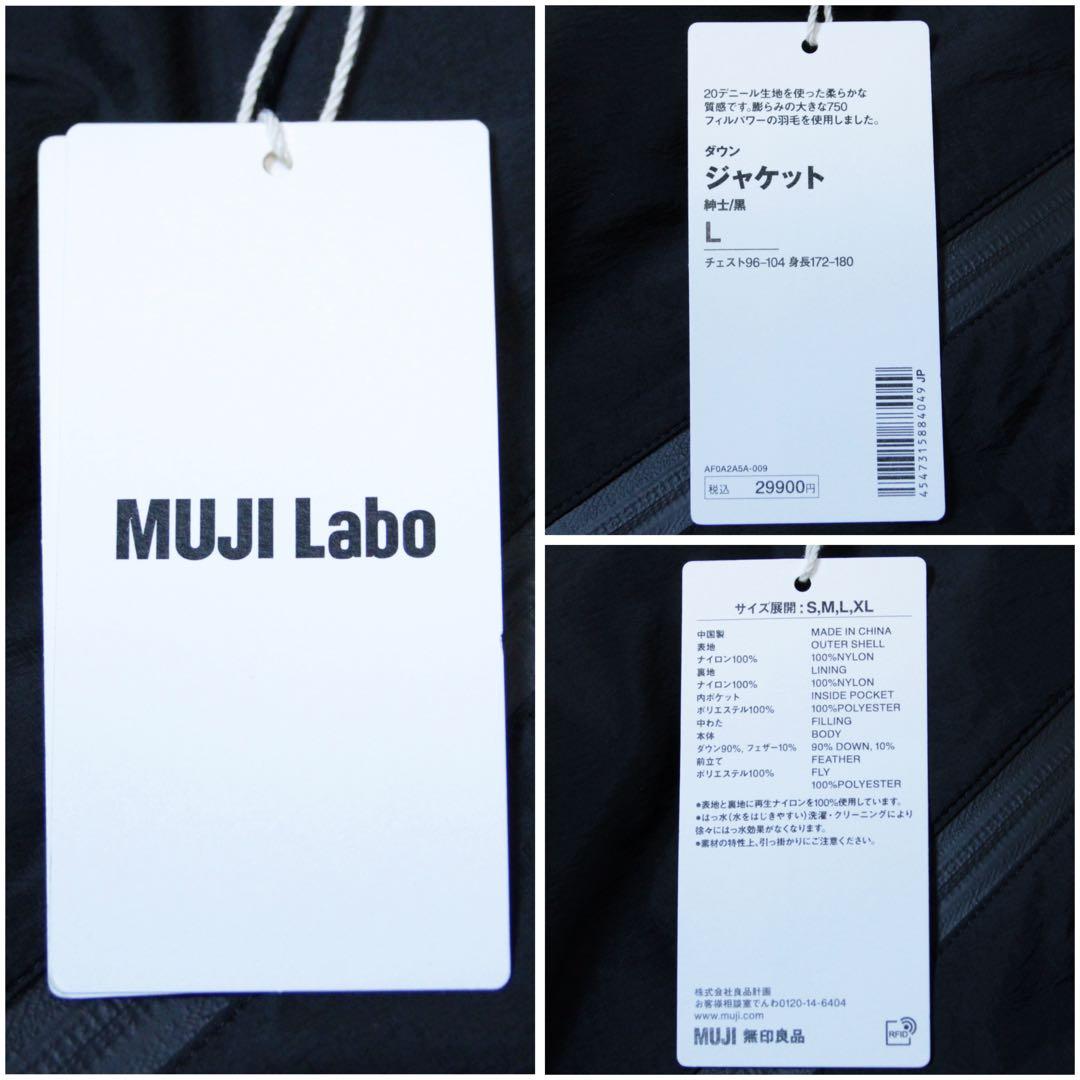 MUJI Labo
20デニール生地を使った柔らかな
質感です。膨らみの大きな750
フィルパワーの羽毛を使用しました。
ダウン
ジャケット
紳士/黒
L
チェスト96-104 身長172-180
4547315884049 JP
AF0A2A5A-009
税込 29900円
サイズ展開:S,M,L,XL
中国製 MADE IN CHINA
表地 OUTER SHELL
ナイロン100% 100%NYLON
裏地 LINING
ナイロン100% 100%NYLON
内ポケット INSIDE POCKET
ポリエステル100% 100%POLYESTER
中わた FILLING
本体 BODY
ダウン90%, フェザー10% 90% DOWN, 10%
前立て FEATHER
ポリエステル100% FLY
100%POLYESTER
*表地と裏地に再生ナイロンを100%使用しています。
*はっ水(水をはじきやすい)洗濯・クリーニングにより
徐々にはっ水効果がなくなります。
*素材の特性上、引っ掛かりにご注意ください。
株式会社良品計画
お客様相談室でんわ0120-14-6404
www.muji.com
MUJI 無印良品
RFID